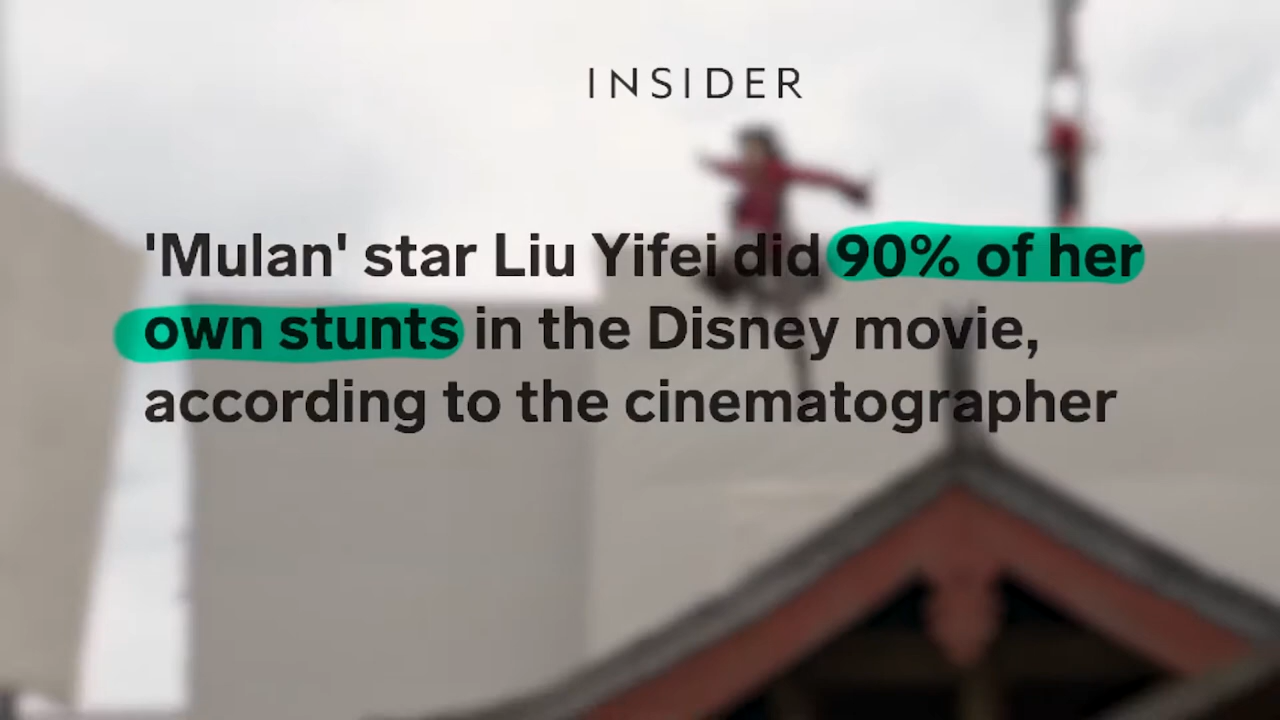 INSIDER
'Mulan' star Liu Yifei did 90% of her
own stunts in the Disney movie,
according to the cinematographer